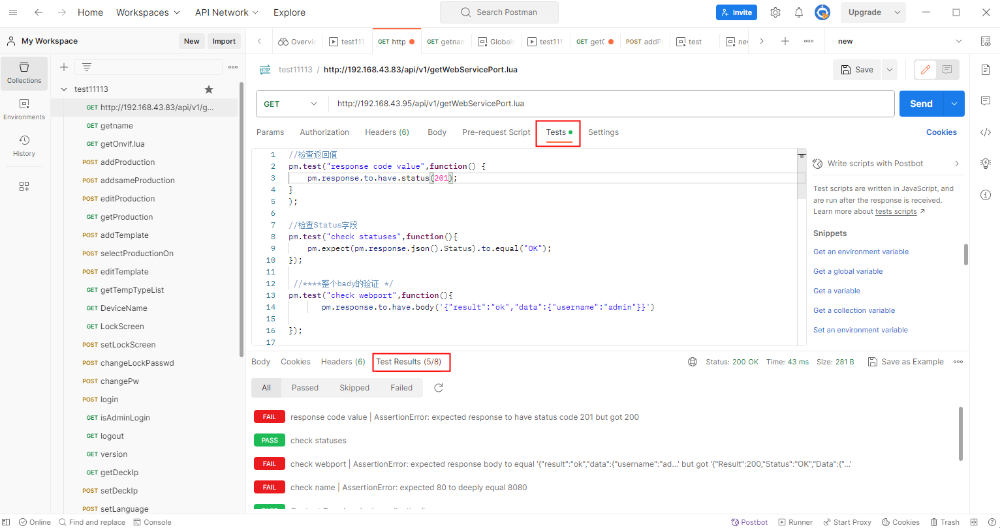 Home Workspaces API Network Explore Search Postman Invite Upgrade
My Workspace New Import Overvie test111 GET http GET getnam Globals test111 GET getO POST addP test new
Collections
Environments
History
test11113
GET http://192.168.43.83/api/v1/g...
GET getname
GET getOnvif.lua
POST addProduction
POST addsameProduction
POST editProduction
GET getProduction
POST addTemplate
POST selectProductionOn
POST editTemplate
GET getTempTypeList
GET DeviceName
GET LockScreen
POST setLockScreen
POST changeLockPasswd
POST changePw
POST login
GET isAdminLogin
GET logout
GET version
GET getDeckIp
POST setDeckIp
POST setLanguage
HTTP test11113 / http://192.168.43.83/api/v1/getWebServicePort.lua Save
GET http://192.168.43.95/api/v1/getWebServicePort.lua Send
Params Authorization Headers (6) Body Pre-request Script Tests Settings Cookies
1 //检查返回值
2 pm.test("response code value",function() {
3 pm.response.to.have.status(201);
4 }
5 );
6
7 //检查Status字段
8 pm.test("check statuses",function(){
9 pm.expect(pm.response.json().Status).to.equal("OK");
10 });
11
12 //****整个bady的验证 */
13 pm.test("check webport",function(){
14 pm.response.to.have.body('{"result":"ok","data":{"username":"admin"}}')
15
16 });
17
Write scripts with Postbot
Test scripts are written in JavaScript, and
are run after the response is received.
Learn more about tests scripts ↗
Snippets
Get an environment variable
Get a global variable
Get a variable
Get a collection variable
Set an environment variable
Body Cookies Headers (6) Test Results (5/8) Status: 200 OK Time: 43 ms Size: 281 B Save as Example
All Passed Skipped Failed
FAIL response code value | AssertionError: expected response to have status code 201 but got 200
PASS check statuses
FAIL check webport | AssertionError: expected response body to equal '{"result":"ok","data":{"username":"ad...' but got '{"Result":200,"Status":"OK","Data":{"...'
FAIL check name | AssertionError: expected 80 to deeply equal 8080
Online Find and replace Console Postbot Runner Start Proxy Cookies Trash